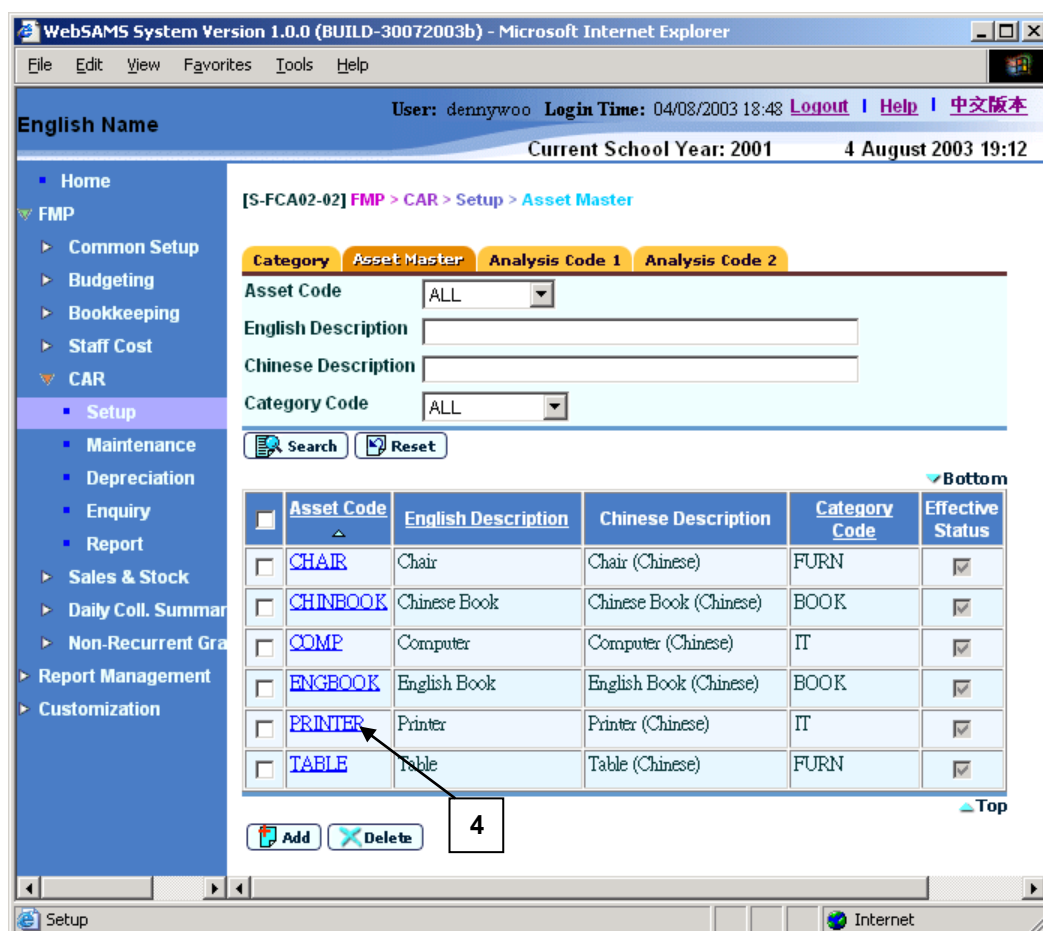 WebSAMS System Version 1.0.0 (BUILD-30072003b) - Microsoft Internet Explorer
File Edit View Favorites Tools Help
English Name
User: dennywoo Login Time: 04/08/2003 18:48 Logout | Help | 中文版本
Current School Year: 2001 4 August 2003 19:12
Home
FMP
Common Setup
Budgeting
Bookkeeping
Staff Cost
CAR
Setup
Maintenance
Depreciation
Enquiry
Report
Sales & Stock
Daily Coll. Summar
Non-Recurrent Gra
Report Management
Customization
[S-FCA02-02] FMP > CAR > Setup > Asset Master
Category Asset Master Analysis Code 1 Analysis Code 2
Asset Code ALL
English Description
Chinese Description
Category Code ALL
Search Reset
Bottom
Asset Code English Description Chinese Description Category Code Effective Status
CHAIR Chair Chair (Chinese) FURN
CHINBOOK Chinese Book Chinese Book (Chinese) BOOK
COMP Computer Computer (Chinese) IT
ENGBOOK English Book English Book (Chinese) BOOK
PRINTER Printer Printer (Chinese) IT
TABLE Table Table (Chinese) FURN
Top
4
Add Delete
Setup Internet